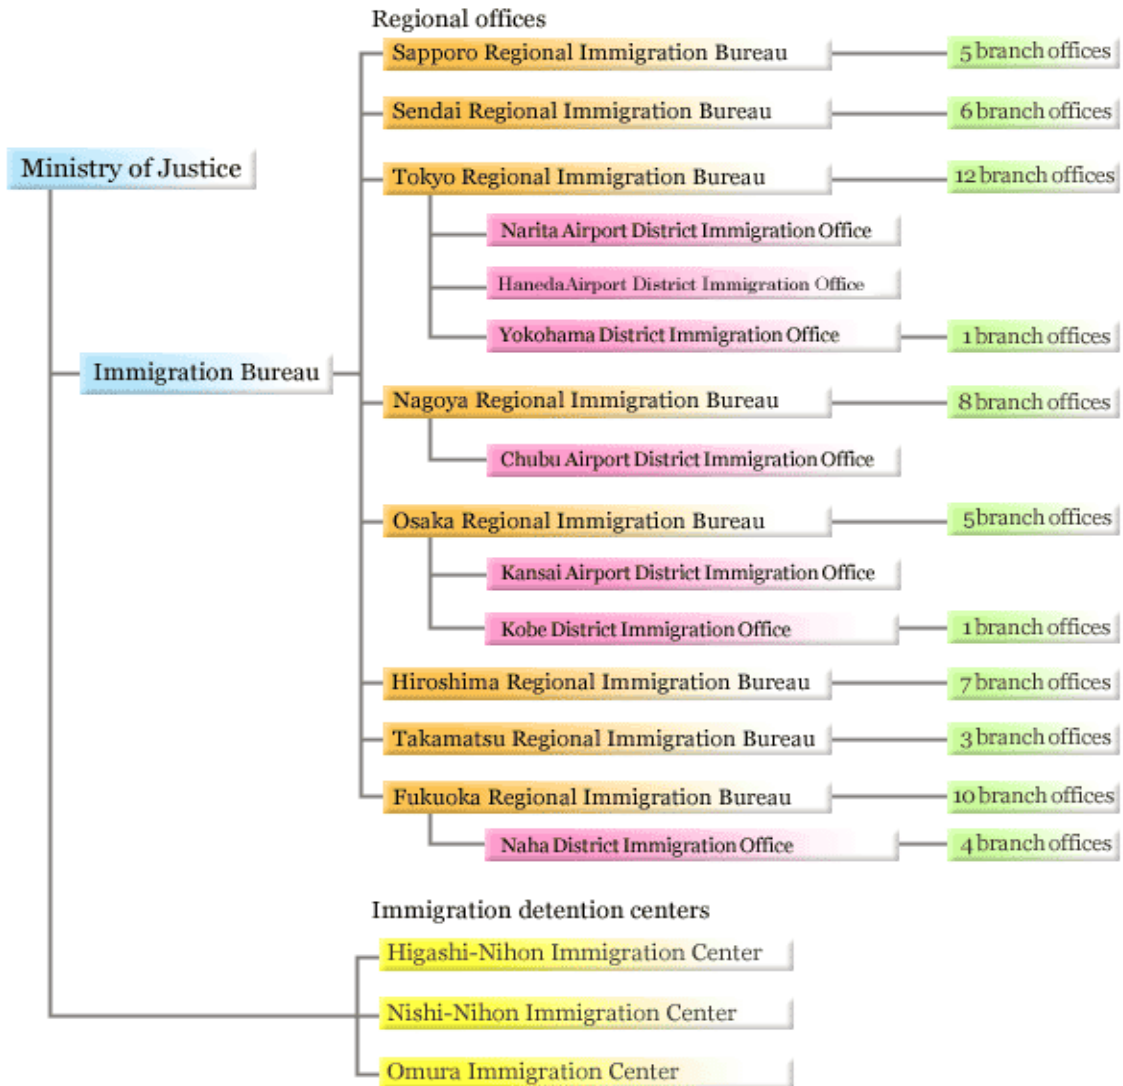 Regional offices
Sapporo Regional Immigration Bureau
5 branch offices
Sendai Regional Immigration Bureau
6 branch offices
Ministry of Justice
Tokyo Regional Immigration Bureau
12 branch offices
Narita Airport District Immigration Office
HanedaAirport District Immigration Office
Yokohama District Immigration Office
1 branch offices
Immigration Bureau
Nagoya Regional Immigration Bureau
8 branch offices
Chubu Airport District Immigration Office
Osaka Regional Immigration Bureau
5branch offices
Kansai Airport District Immigration Office
Kobe District Immigration Office
1 branch offices
Hiroshima Regional Immigration Bureau
7 branch offices
Takamatsu Regional Immigration Bureau
3 branch offices
Fukuoka Regional Immigration Bureau
10 branch offices
Naha District Immigration Office
4 branch offices
Immigration detention centers
Higashi-Nihon Immigration Center
Nishi-Nihon Immigration Center
Omura Immigration Center